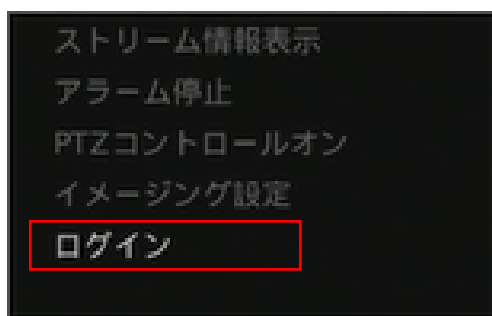 ストリーム情報表示
アラーム停止
PTZコントロールオン
イメージング設定
ログイン